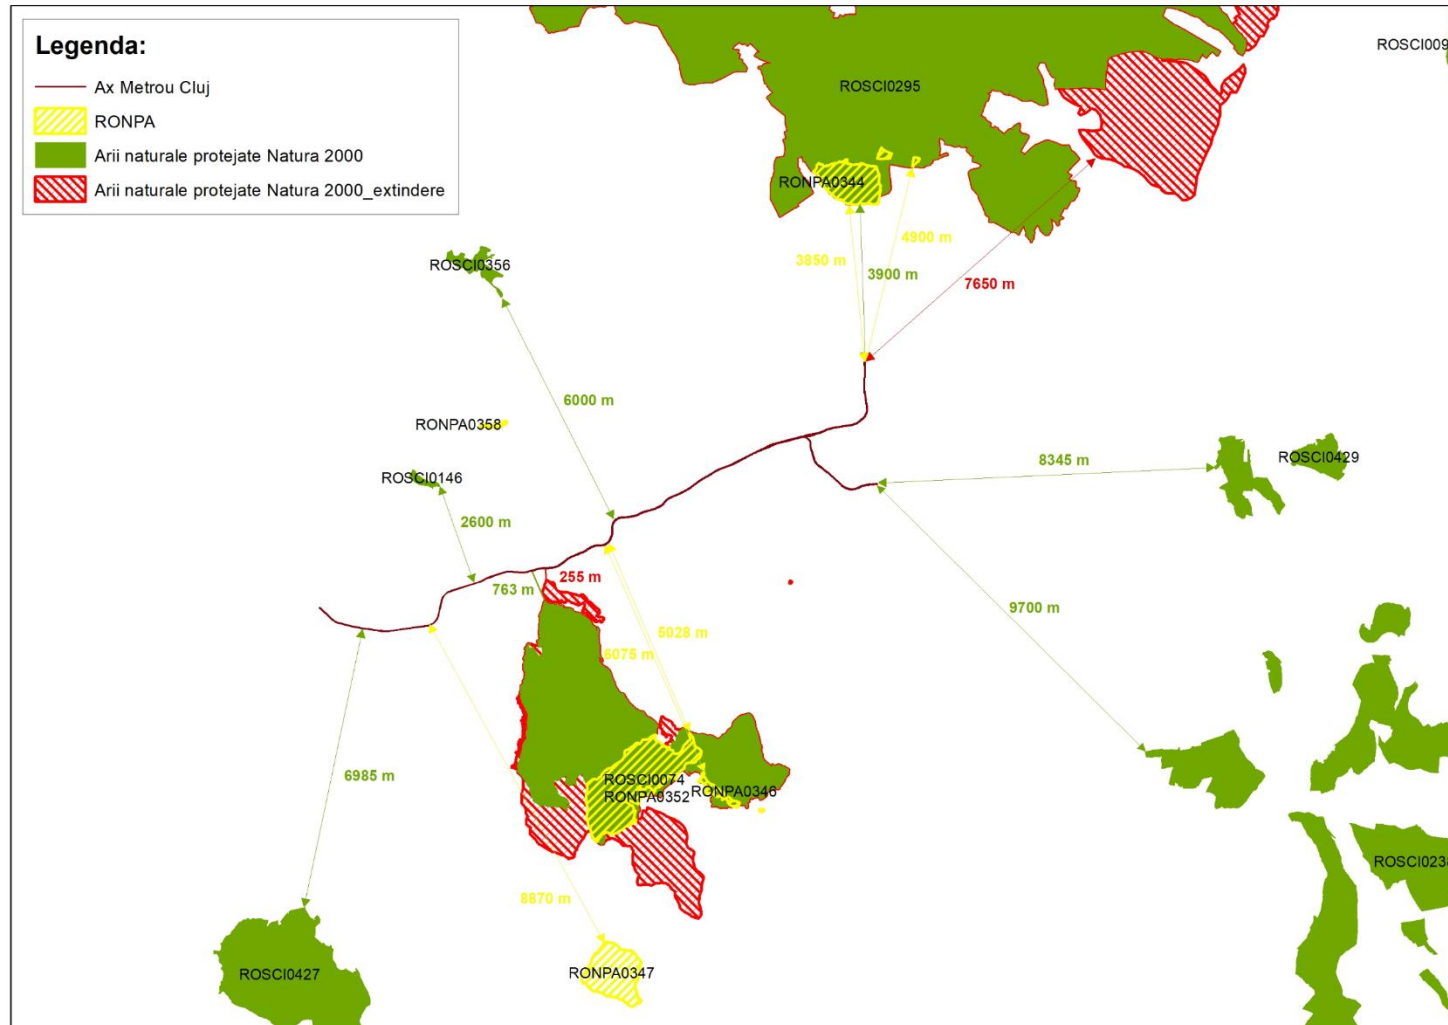 Legenda:
Ax Metrou Cluj
RONPA
Arii naturale protejate Natura 2000
Arii naturale protejate Natura 2000_extindere
ROSCI009
ROSCI0295
RONPA0344
4900 m
3850 m
3900 m
7650 m
ROSCI0356
6000 m
RONPA0358
ROSCI0146
2600 m
8345 m
ROSCI0429
763 m
255 m
9700 m
5028 m
6075 m
6985 m
ROSCI0074
RONPA0352
RONPA0346
8870 m
ROSCI0238
ROSCI0427
RONPA0347